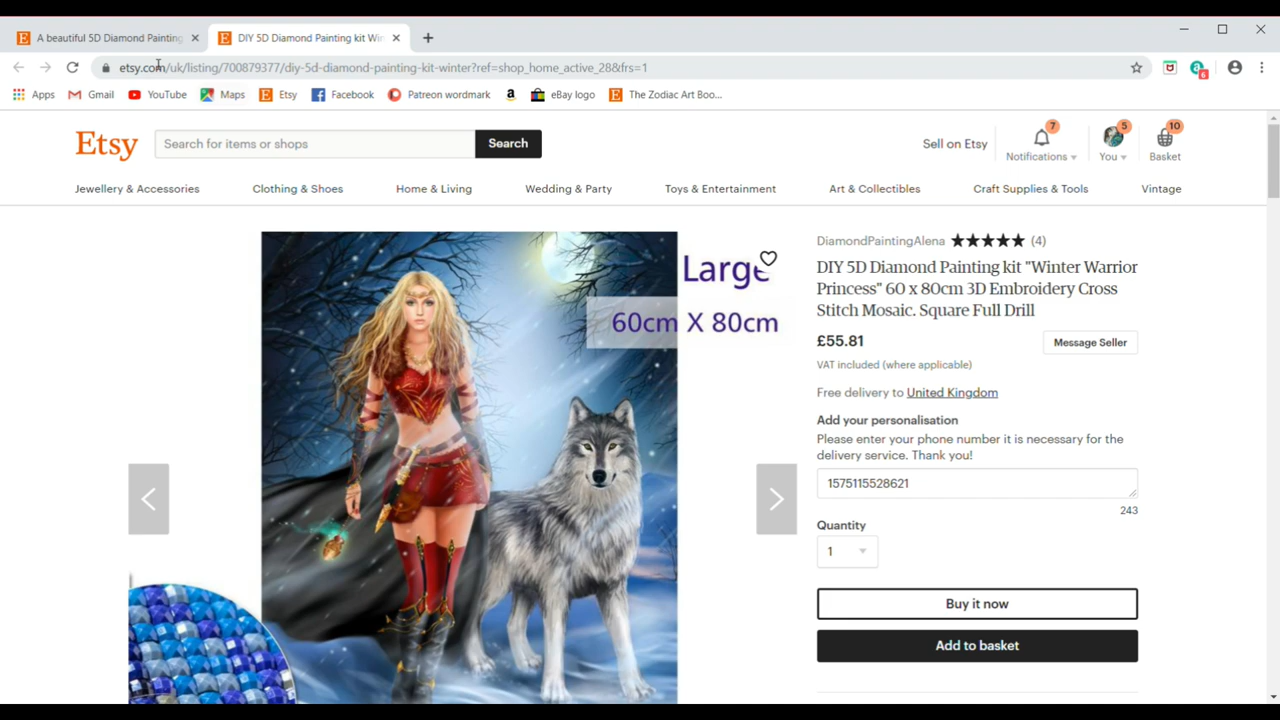 A beautiful 5D Diamond Painting
DIY 5D Diamond Painting kit Win
etsy.com/uk/listing/700879377/diy-5d-diamond-painting-kit-winter?ref=shop_home_active_28&frs=1
6
Apps Gmail YouTube Maps Etsy Facebook Patreon wordmark eBay logo The Zodiac Art Boo...
Etsy
Search for items or shops
Search
Sell on Etsy
7
Notifications
5
You
10
Basket
Jewellery & Accessories Clothing & Shoes Home & Living Wedding & Party Toys & Entertainment Art & Collectibles Craft Supplies & Tools Vintage
Large
60cm X 80cm
DiamondPaintingAlena ★★★★★ (4)
DIY 5D Diamond Painting kit "Winter Warrior
Princess" 60 x 80cm 3D Embroidery Cross
Stitch Mosaic. Square Full Drill
£55.81
Message Seller
VAT included (where applicable)
Free delivery to United Kingdom
Add your personalisation
Please enter your phone number it is necessary for the
delivery service. Thank you!
1575115528621
243
Quantity
1
Buy it now
Add to basket